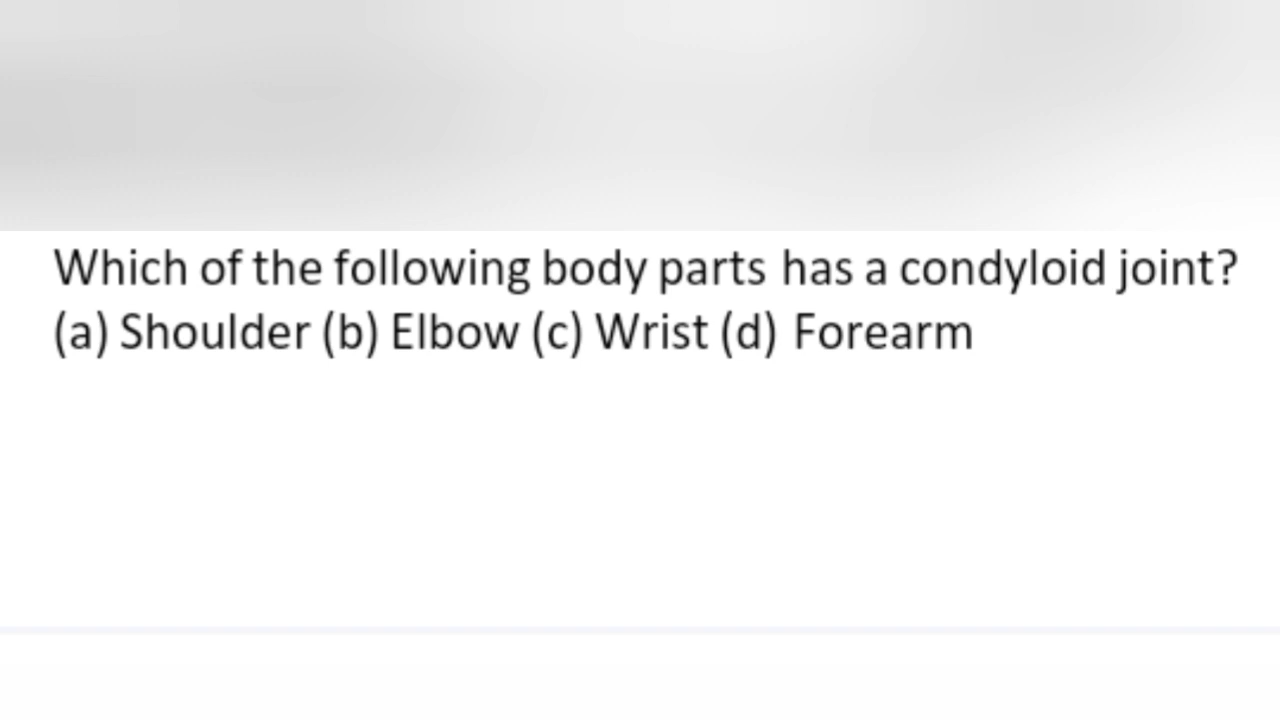 Which of the following body parts has a condyloid joint?
(a) Shoulder (b) Elbow (c) Wrist (d) Forearm